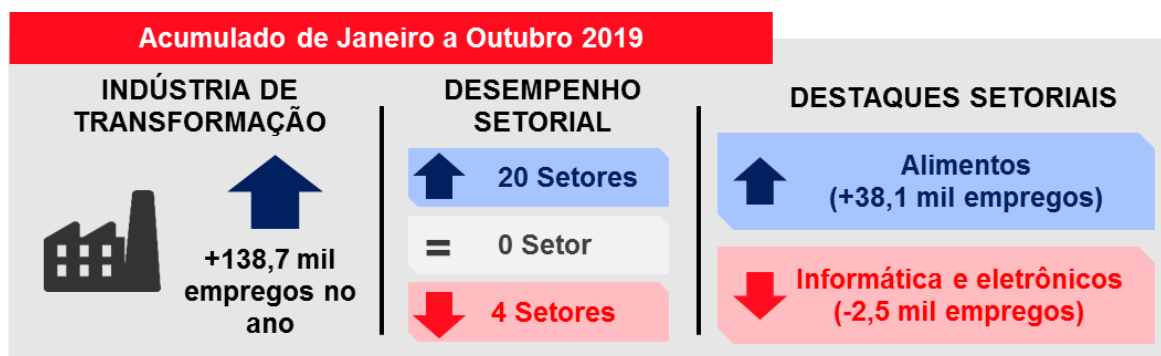 Acumulado de Janeiro a Outubro 2019
INDÚSTRIA DE
TRANSFORMAÇÃO
+138,7 mil
empregos no
ano
DESEMPENHO
SETORIAL
20 Setores
= 0 Setor
4 Setores
DESTAQUES SETORIAIS
Alimentos
(+38,1 mil empregos)
Informática e eletrônicos
(-2,5 mil empregos)